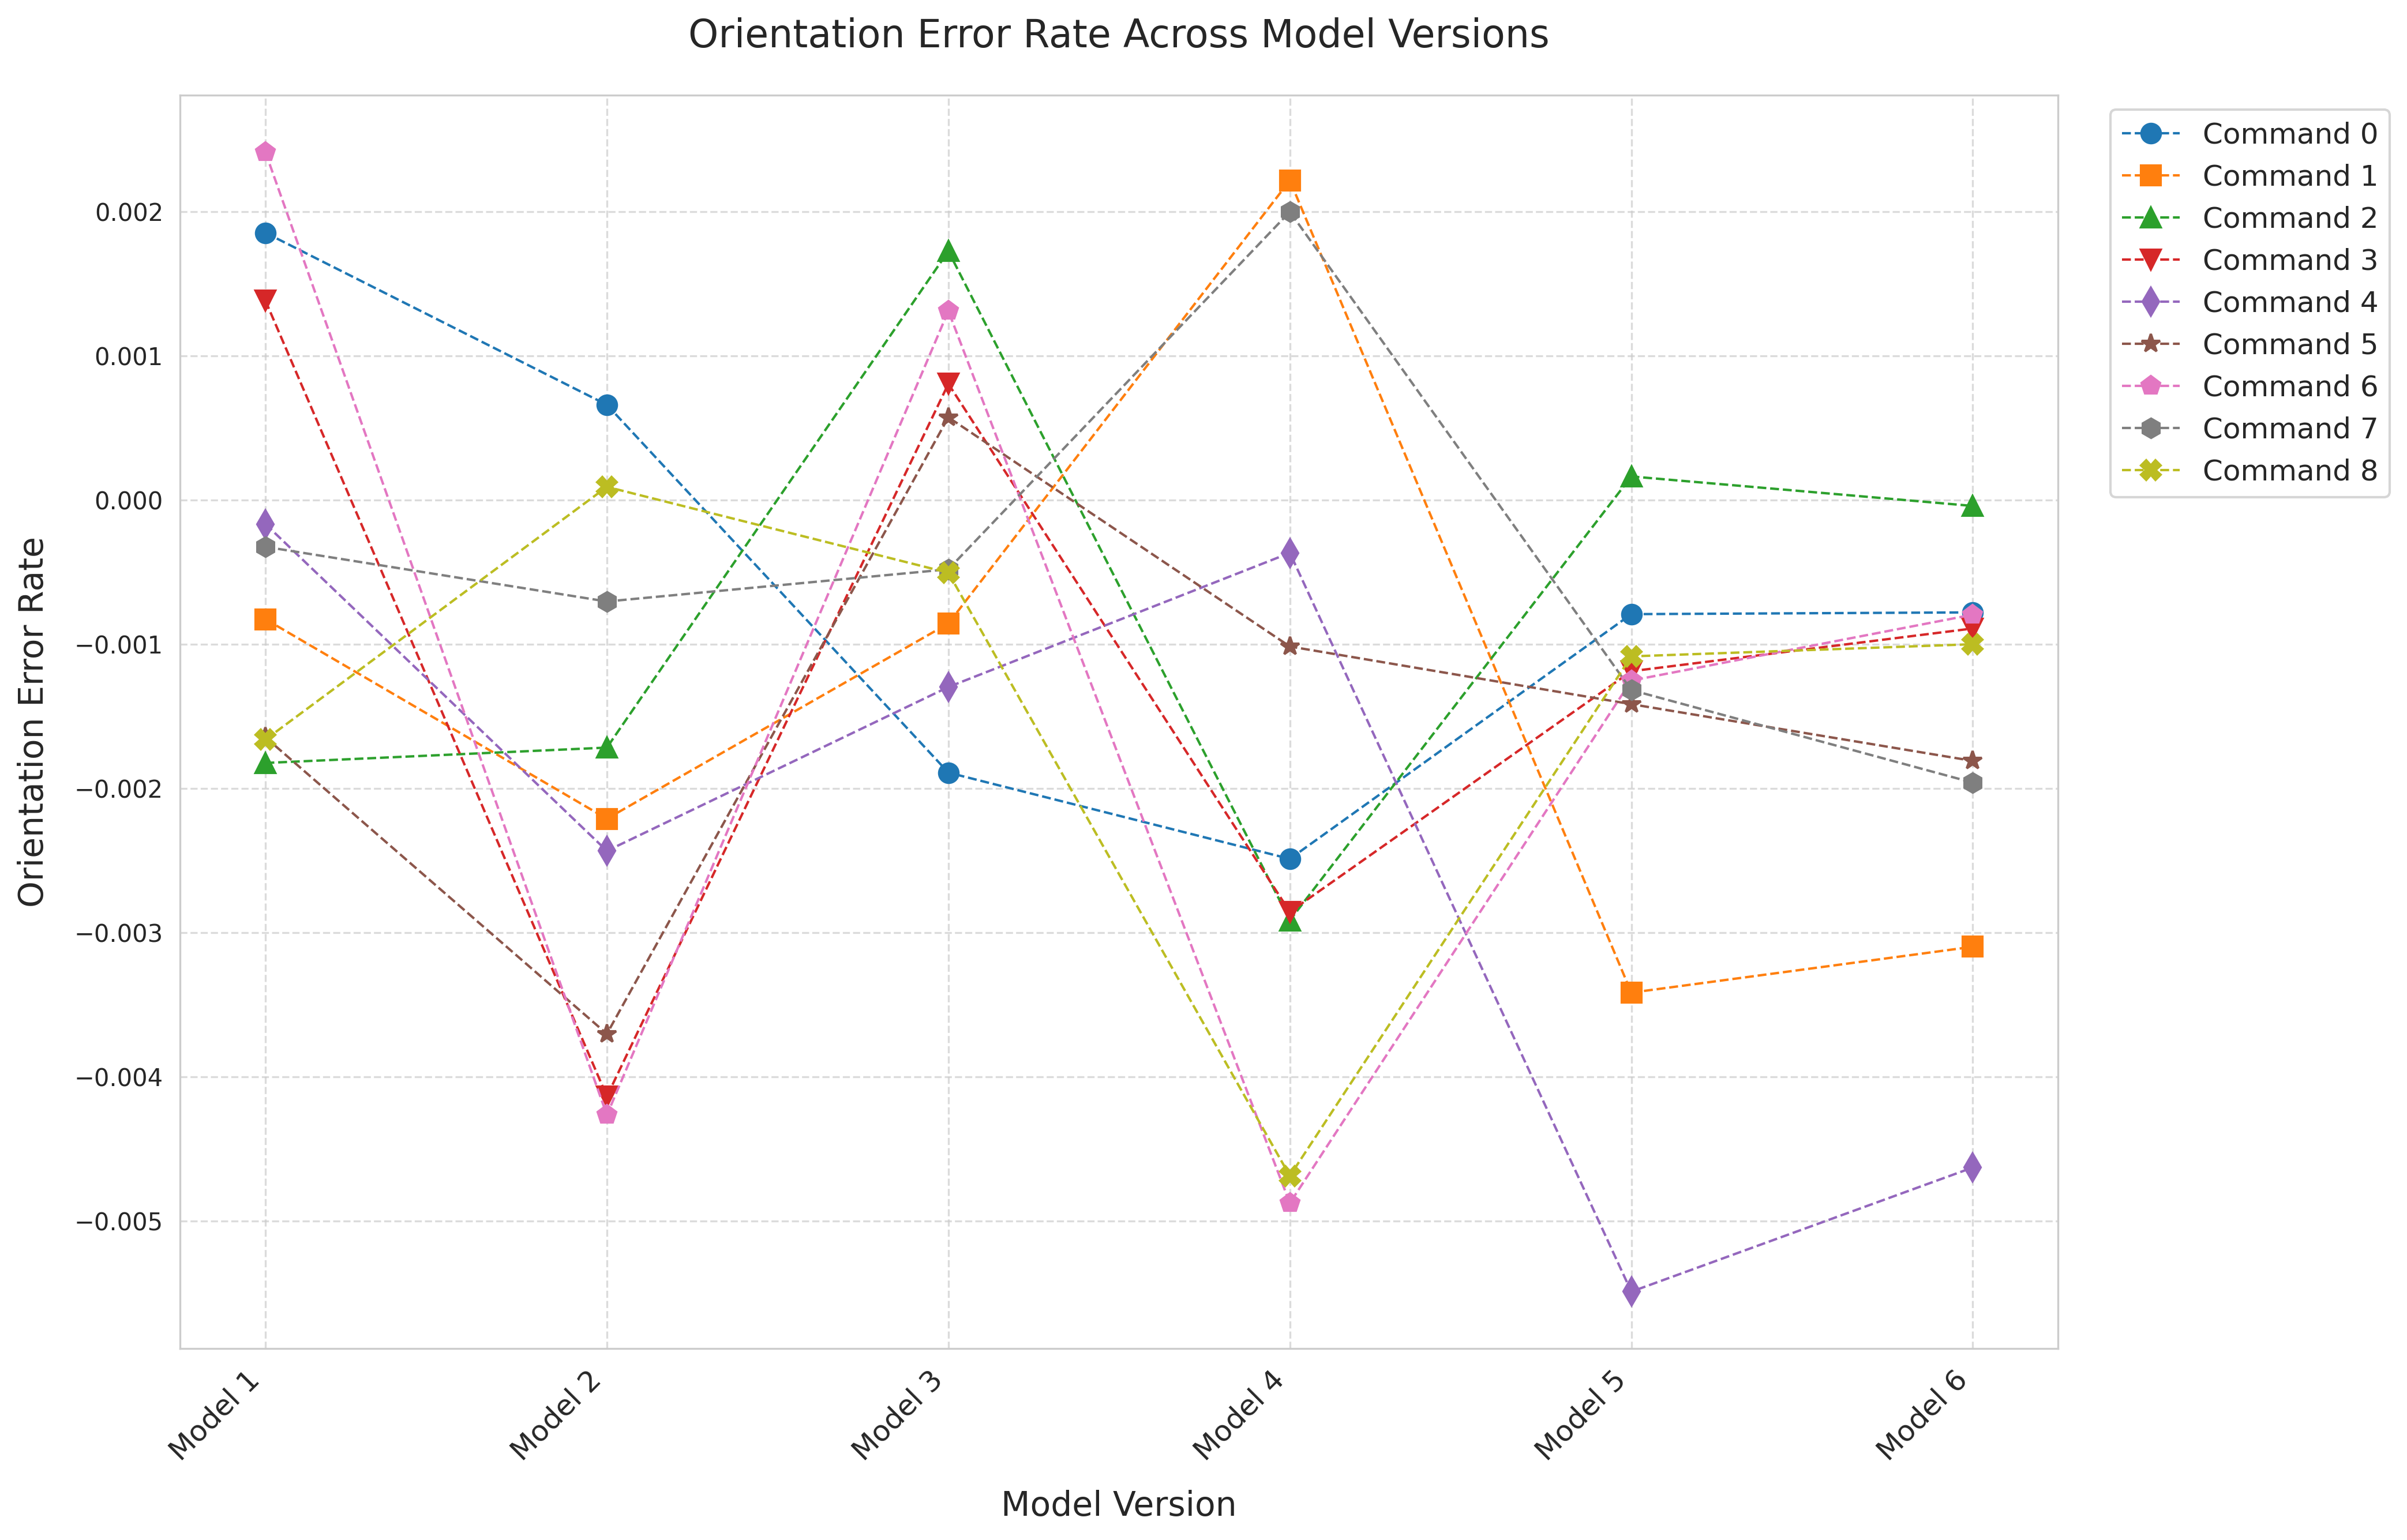 Orientation Error Rate Across Model Versions
Orientation Error Rate
0.002
0.001
0.000
−0.001
−0.002
−0.003
−0.004
−0.005
Model 1
Model 2
Model 3
Model 4
Model 5
Model 6
Model Version
Command 0
Command 1
Command 2
Command 3
Command 4
Command 5
Command 6
Command 7
Command 8